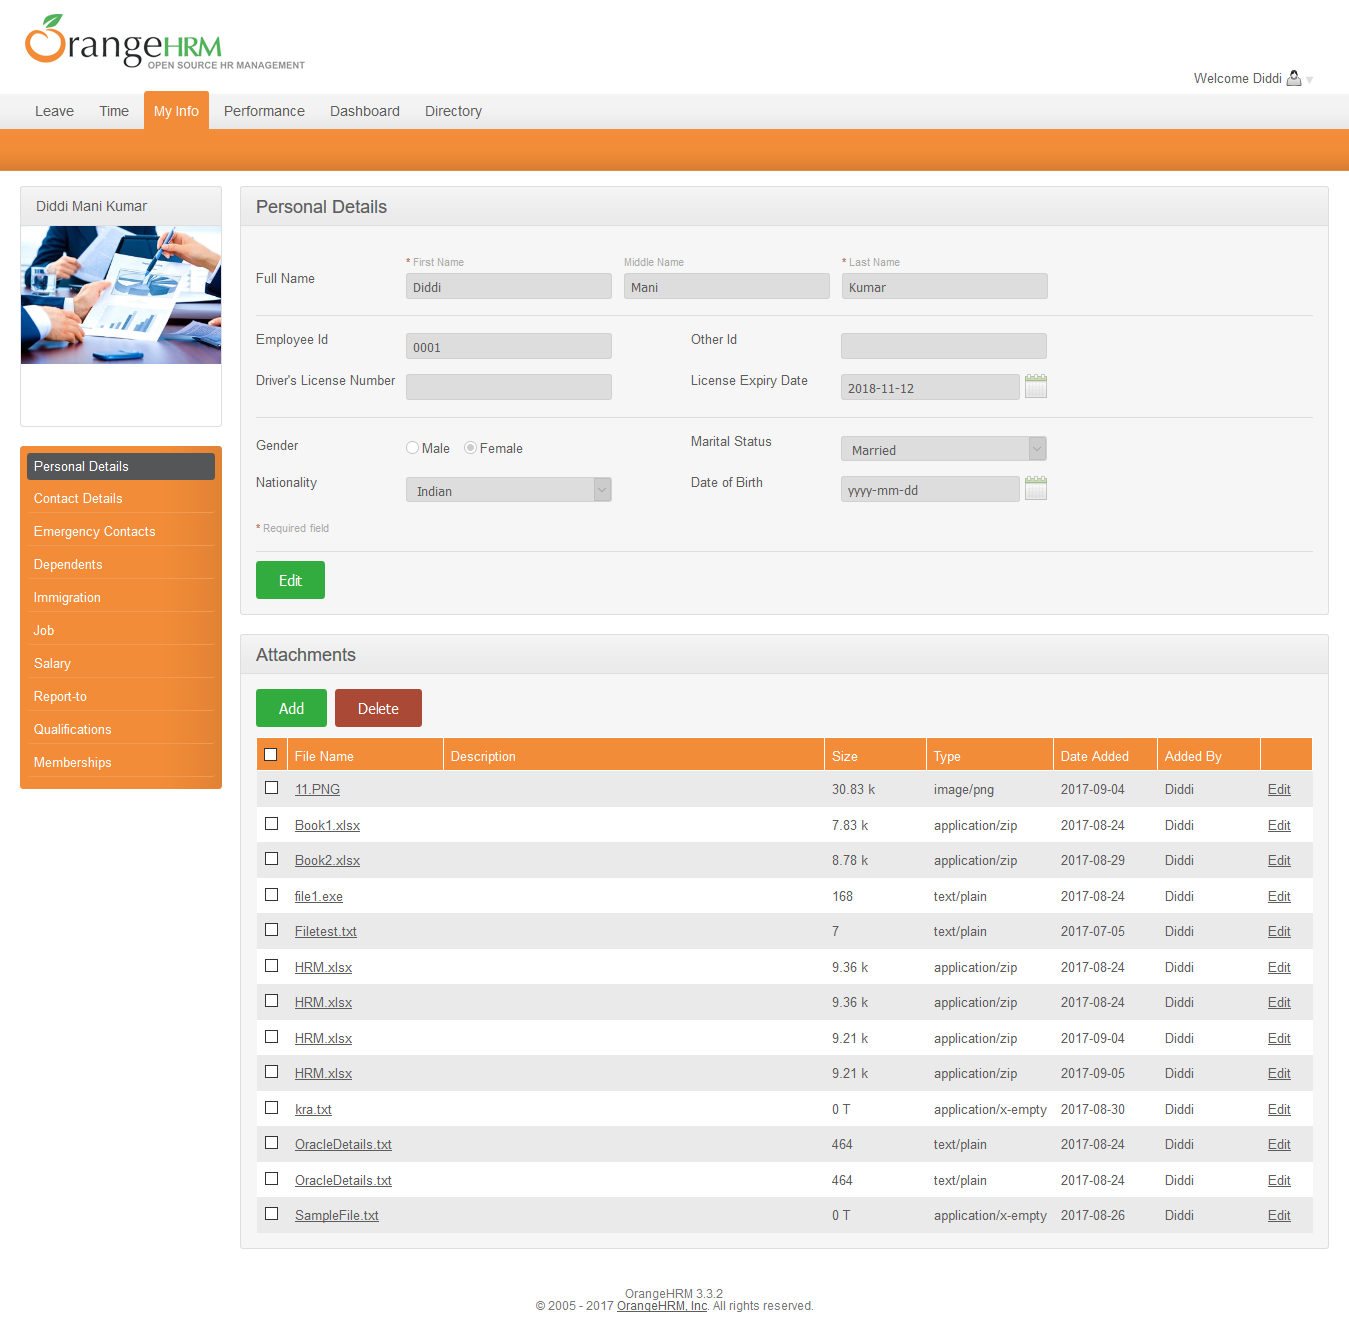 OrangeHRM
OPEN SOURCE HR MANAGEMENT
Welcome Diddi
Leave Time My Info Performance Dashboard Directory
Diddi Mani Kumar
Personal Details
Contact Details
Emergency Contacts
Dependents
Immigration
Job
Salary
Report-to
Qualifications
Memberships
Personal Details
* First Name Middle Name * Last Name
Full Name Diddi Mani Kumar
Employee Id 0001 Other Id
Driver's License Number License Expiry Date 2018-11-12
Gender Male Female Marital Status Married
Nationality Indian Date of Birth yyyy-mm-dd
* Required field
Edit
Attachments
Add Delete
File Name Description Size Type Date Added Added By
11.PNG 30.83 k image/png 2017-09-04 Diddi Edit
Book1.xlsx 7.83 k application/zip 2017-08-24 Diddi Edit
Book2.xlsx 8.78 k application/zip 2017-08-29 Diddi Edit
file1.exe 168 text/plain 2017-08-24 Diddi Edit
Filetest.txt 7 text/plain 2017-07-05 Diddi Edit
HRM.xlsx 9.36 k application/zip 2017-08-24 Diddi Edit
HRM.xlsx 9.36 k application/zip 2017-08-24 Diddi Edit
HRM.xlsx 9.21 k application/zip 2017-09-04 Diddi Edit
HRM.xlsx 9.21 k application/zip 2017-09-05 Diddi Edit
kra.txt 0 T application/x-empty 2017-08-30 Diddi Edit
OracleDetails.txt 464 text/plain 2017-08-24 Diddi Edit
OracleDetails.txt 464 text/plain 2017-08-24 Diddi Edit
SampleFile.txt 0 T application/x-empty 2017-08-26 Diddi Edit
OrangeHRM 3.3.2
© 2005 - 2017 OrangeHRM, Inc. All rights reserved.